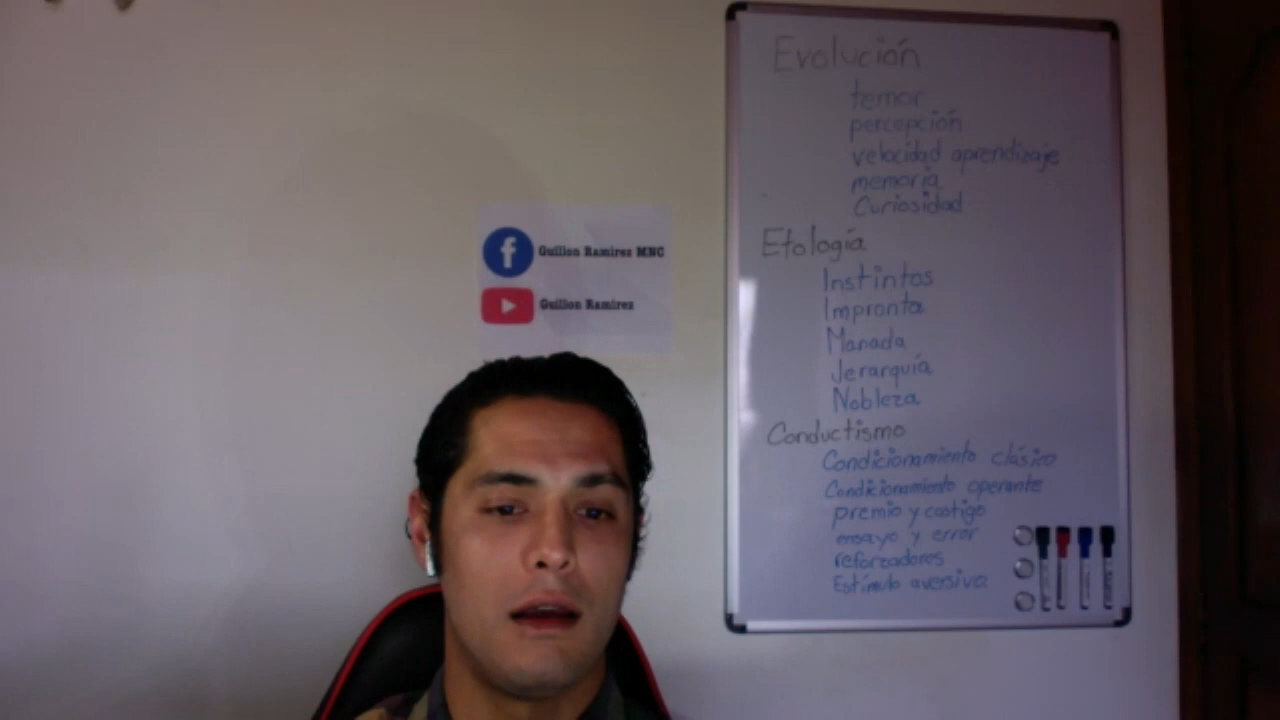 Guillon Ramirez MNC
Guillon Ramirez
Evolución
temor
percepción
velocidad aprendizaje
memoria
Curiosidad
Etología
Instintos
Impronta
Manada
Jerarquía
Nobleza
Conductismo
Condicionamiento clásico
Condicionamiento operante
premio y castigo
ensayo y error
reforzadores
Estímulo aversivo